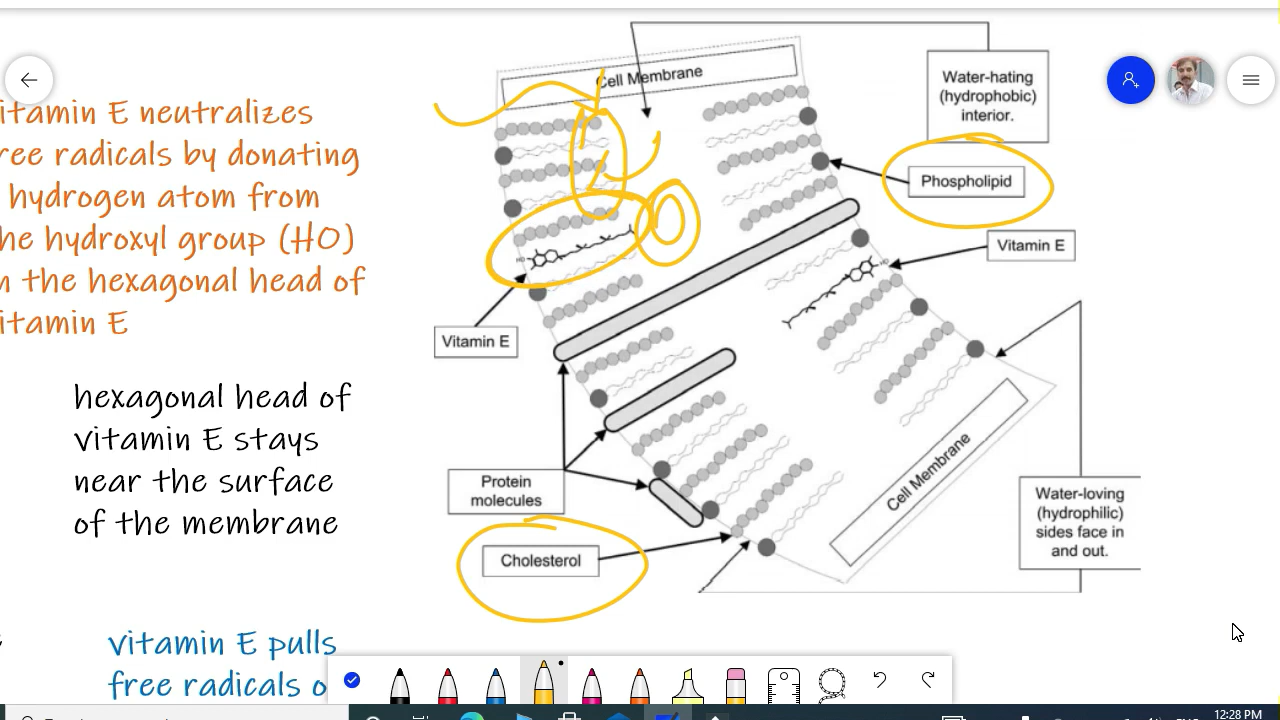 itamin E neutralizes
ree radicals by donating
hydrogen atom from
he hydroxyl group (HO)
n the hexagonal head of
itamin E
hexagonal head of
vitamin E stays
near the surface
of the membrane
vitamin E pulls
free radicals o
Cell Membrane
Water-hating
(hydrophobic)
interior.
Phospholipid
Vitamin E
HO
HO
Vitamin E
Protein
molecules
Cholesterol
Cell Membrane
Water-loving
(hydrophilic)
sides face in
and out.
12:28 PM